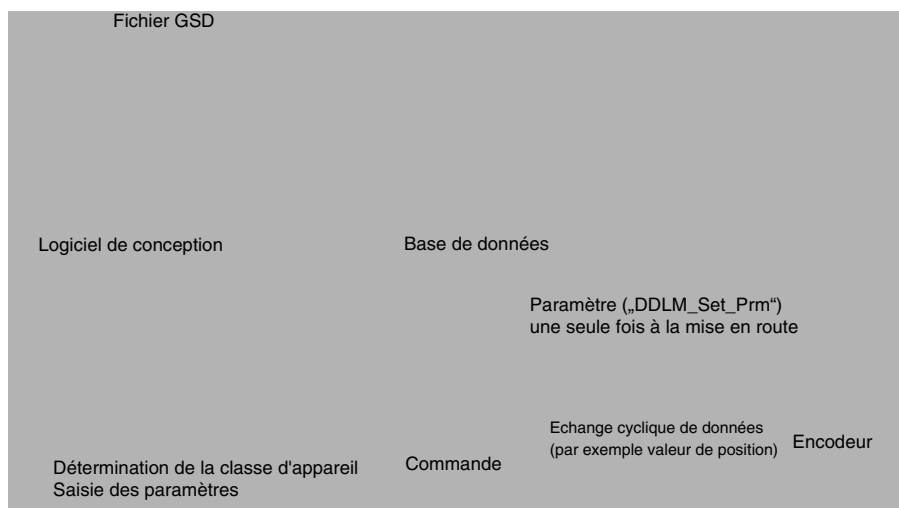 Fichier GSD
Logiciel de conception
Base de données
Paramètre („DDLM_Set_Prm“)
une seule fois à la mise en route
Echange cyclique de données
(par exemple valeur de position)
Encodeur
Commande
Détermination de la classe d'appareil
Saisie des paramètres